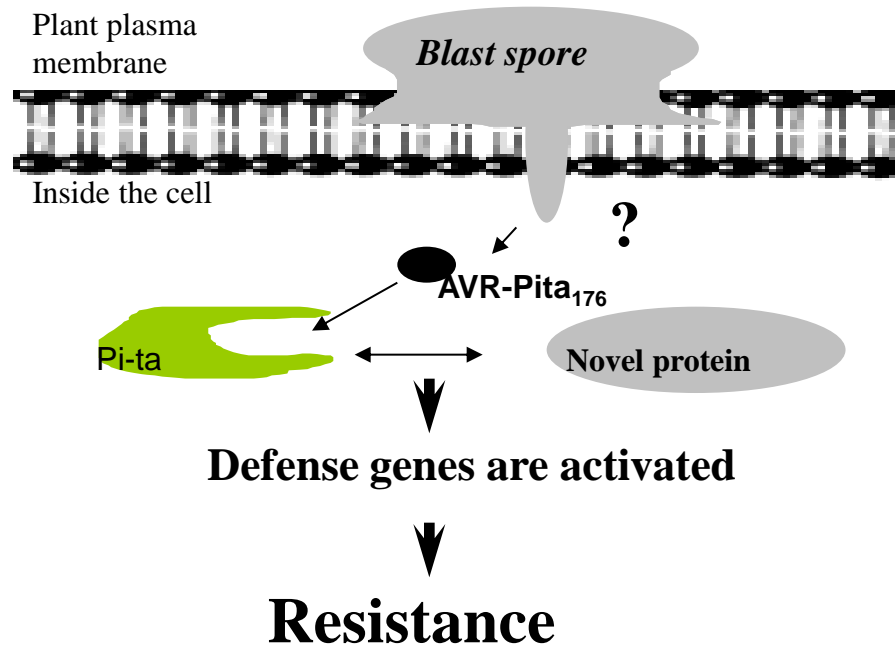 Plant plasma
membrane
Blast spore
Inside the cell
?
AVR-Pita₁₇₆
Pi-ta
Novel protein
Defense genes are activated
Resistance